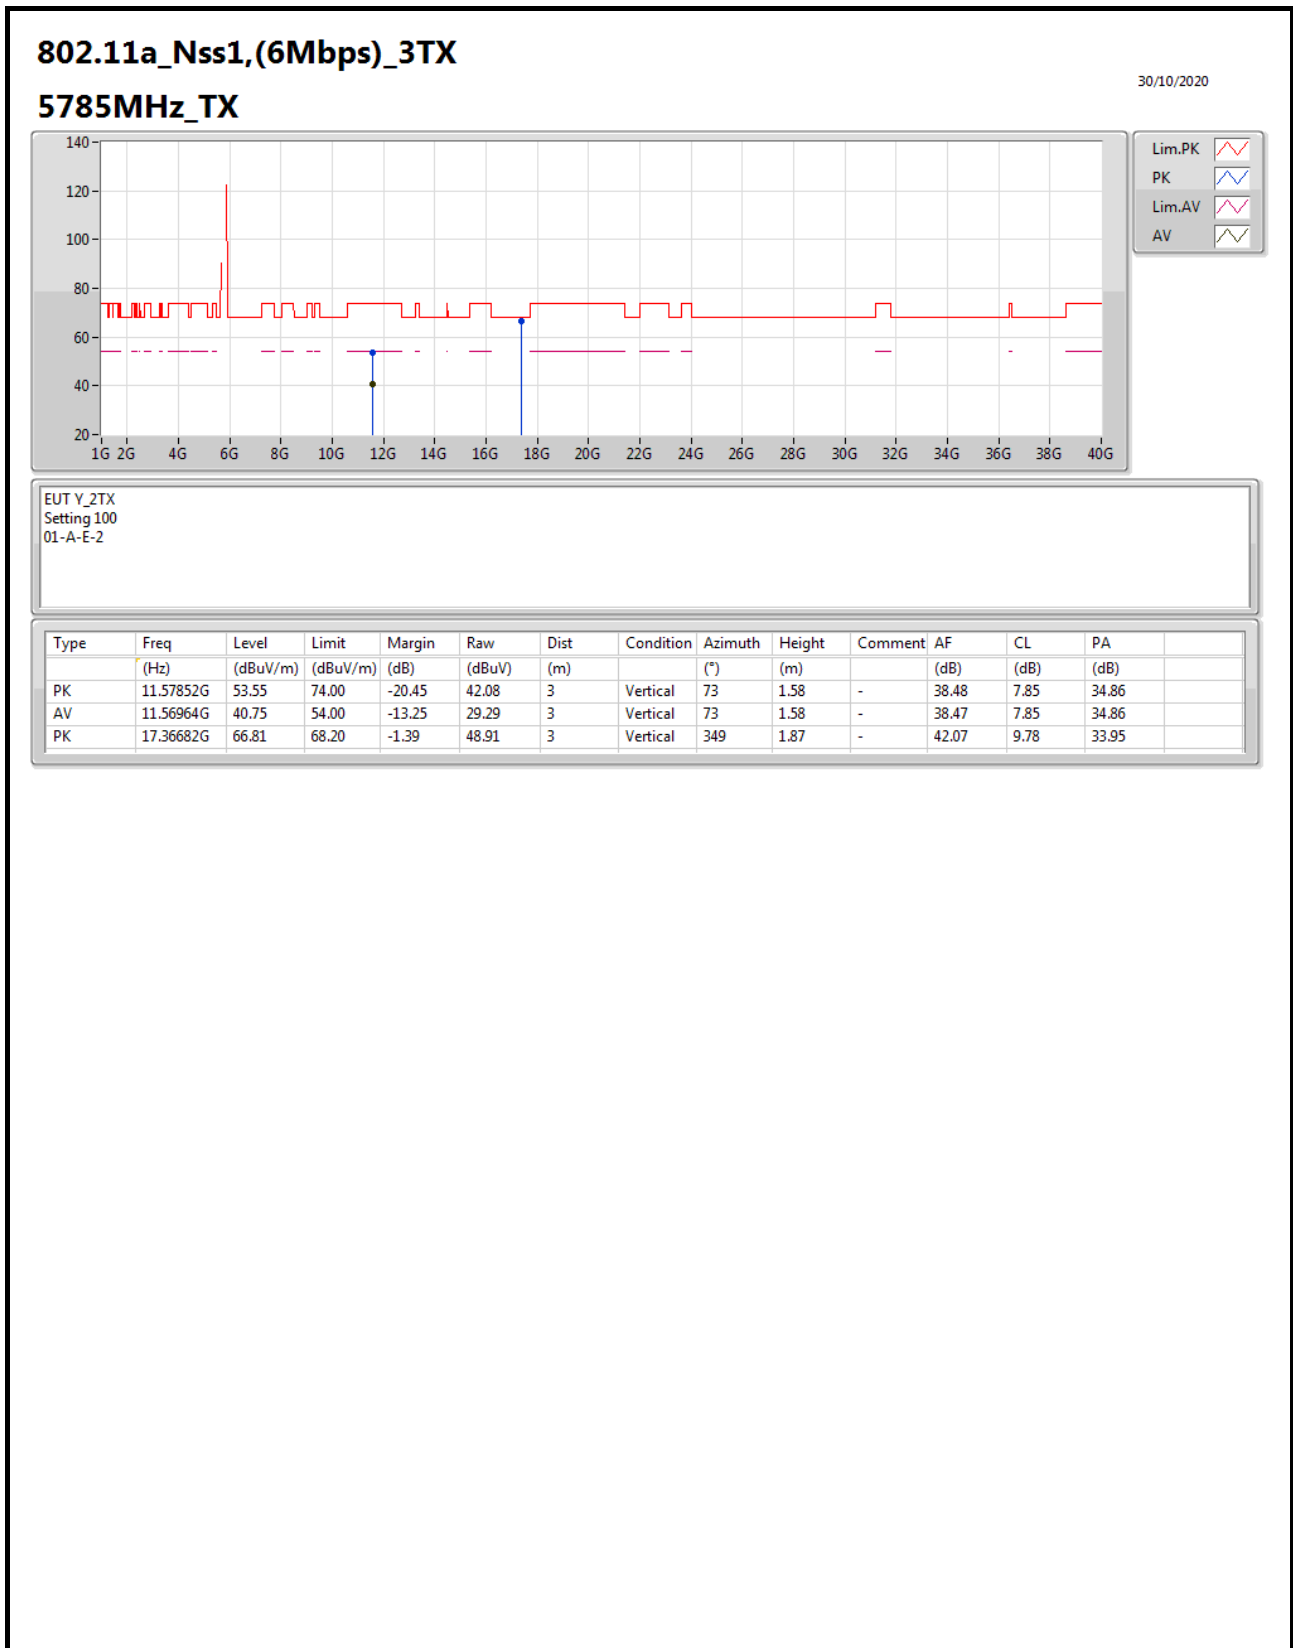 802.11a_Nss1,(6Mbps)_3TX
30/10/2020
5785MHz_TX
140
120
100
80
60
40
20
1G 2G 4G 6G 8G 10G 12G 14G 16G 18G 20G 22G 24G 26G 28G 30G 32G 34G 36G 38G 40G
Lim.PK
PK
Lim.AV
AV
EUT Y_2TX
Setting 100
01-A-E-2
Type Freq Level Limit Margin Raw Dist Condition Azimuth Height Comment AF CL PA
(Hz) (dBuV/m) (dBuV/m) (dB) (dBuV) (m) (°) (m) (dB) (dB) (dB)
PK 11.57852G 53.55 74.00 -20.45 42.08 3 Vertical 73 1.58 - 38.48 7.85 34.86
AV 11.56964G 40.75 54.00 -13.25 29.29 3 Vertical 73 1.58 - 38.47 7.85 34.86
PK 17.36682G 66.81 68.20 -1.39 48.91 3 Vertical 349 1.87 - 42.07 9.78 33.95